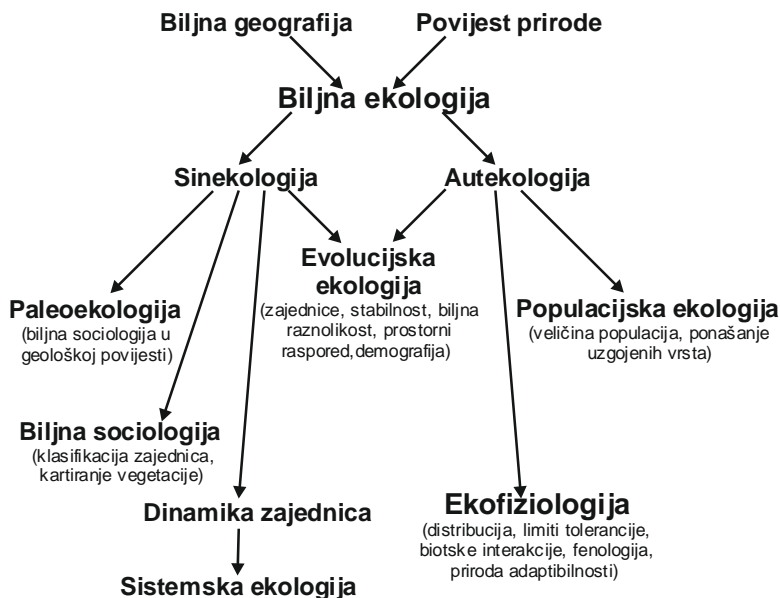 Biljna geografija
Povijest prirode
Biljna ekologija
Sinekologija
Autekologija
Evolucijska
ekologija
(zajednice, stabilnost, biljna
raznolikost, prostorni
raspored,demografija)
Paleoekologija
(biljna sociologija u
geološkoj povijesti)
Populacijska ekologija
(veličina populacija, ponašanje
uzgojenih vrsta)
Biljna sociologija
(klasifikacija zajednica,
kartiranje vegetacije)
Dinamika zajednica
Ekofiziologija
(distribucija, limiti tolerancije,
biotske interakcije, fenologija,
priroda adaptibilnosti)
Sistemska ekologija